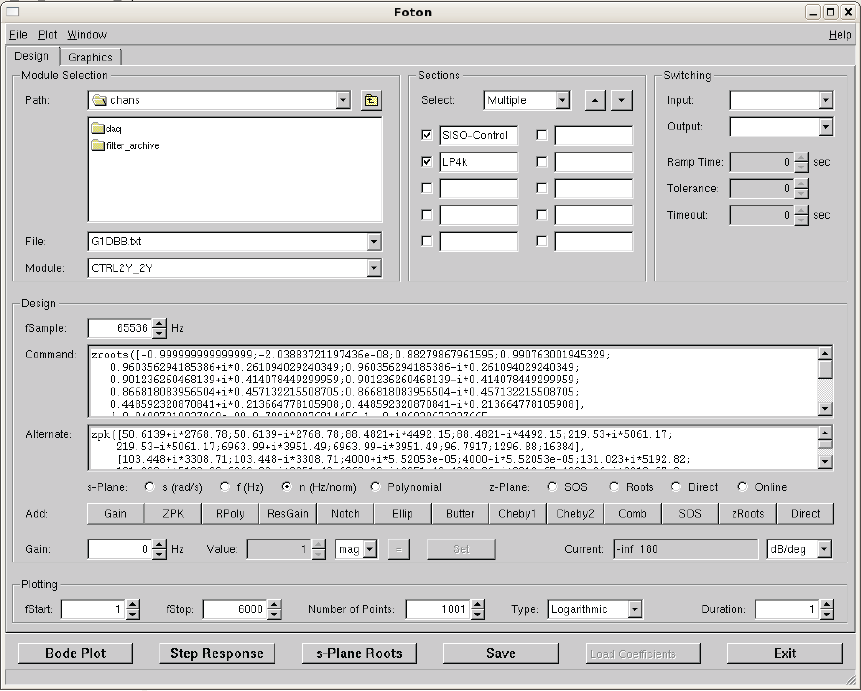 Foton
File Plot Window Help
Design Graphics
Module Selection
Path: chans
daq
filter_archive
File: G1DBB.txt
Module: CTRL2Y_2Y
Sections
Select: Multiple
SISO-Control
LP4k
Switching
Input:
Output:
Ramp Time: 0 sec
Tolerance: 0
Timeout: 0 sec
Design
fSample: 65536 Hz
Command: zroots([-0.999999999999999;-2.03883721197436e-08;0.88279867961595;0.990763001945329;
0.960356294185386+i*0.261094029240349;0.960356294185386-i*0.261094029240349;
0.901236260468139+i*0.414078449299959;0.901236260468139-i*0.414078449299959;
0.866818083956504+i*0.457132215508705;0.866818083956504-i*0.457132215508705;
0.448592320870841+i*0.213664778105908;0.448592320870841-i*0.213664778105908],
Alternate: zpk([50.6139+i*2768.78;50.6139-i*2768.78;88.4821+i*4492.15;88.4821-i*4492.15;219.53+i*5061.17;
219.53-i*5061.17;6963.99+i*3951.49;6963.99-i*3951.49;96.7917;1296.88;16384],
[103.448+i*3308.71;103.448-i*3308.71;4000+i*5.52053e-05;4000-i*5.52053e-05;131.023+i*5192.82;
s-Plane: s (rad/s) f (Hz) n (Hz/norm) Polynomial z-Plane: SOS Roots Direct Online
Add: Gain ZPK RPoly ResGain Notch Ellip Butter Cheby1 Cheby2 Comb SOS zRoots Direct
Gain: 0 Hz Value: 1 mag = Set Current: -inf 180 dB/deg
Plotting
fStart: 1 fStop: 6000 Number of Points: 1001 Type: Logarithmic Duration: 1
Bode Plot Step Response s-Plane Roots Save Load Coefficients Exit